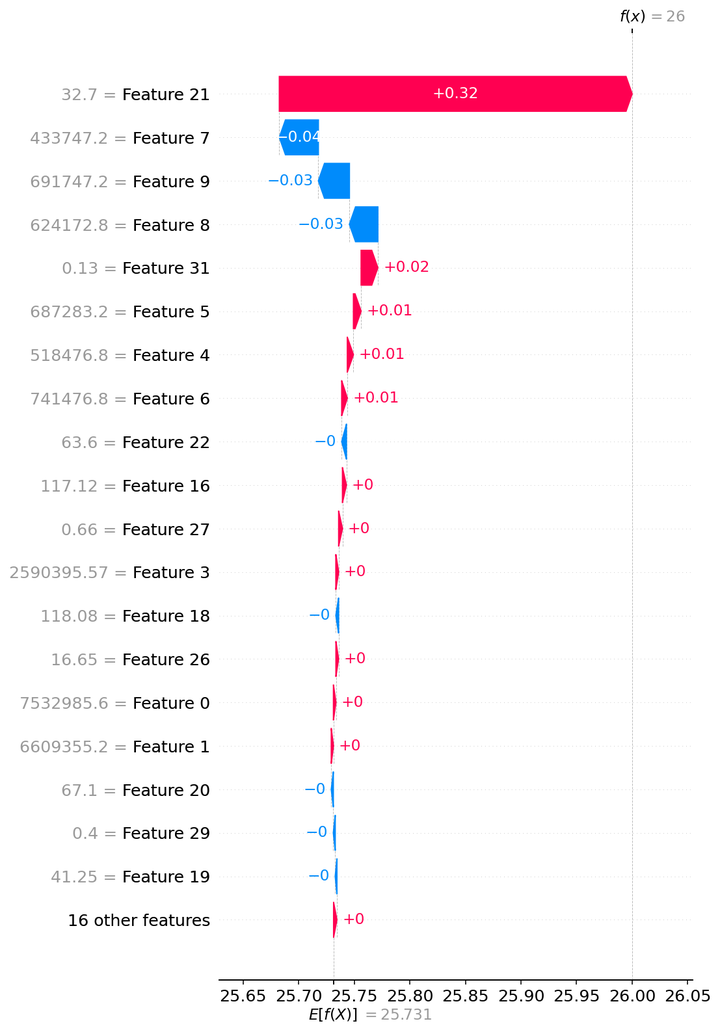 f(x) = 26
32.7 = Feature 21
+0.32
433747.2 = Feature 7
−0.04
691747.2 = Feature 9
−0.03
624172.8 = Feature 8
−0.03
0.13 = Feature 31
+0.02
687283.2 = Feature 5
+0.01
518476.8 = Feature 4
+0.01
741476.8 = Feature 6
+0.01
63.6 = Feature 22
−0
117.12 = Feature 16
+0
0.66 = Feature 27
+0
2590395.57 = Feature 3
+0
118.08 = Feature 18
−0
16.65 = Feature 26
+0
7532985.6 = Feature 0
+0
6609355.2 = Feature 1
+0
67.1 = Feature 20
−0
0.4 = Feature 29
−0
41.25 = Feature 19
−0
16 other features
+0
25.65 25.70 25.75 25.80 25.85 25.90 25.95 26.00 26.05
E[f(X)] = 25.731